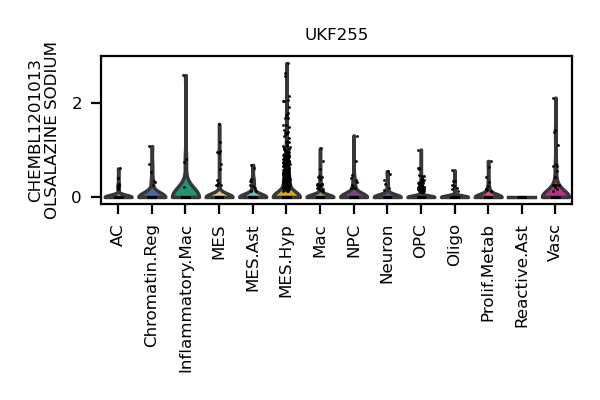 UKF255
CHEMBL1201013
OLSALAZINE SODIUM
2
0
AC
Chromatin.Reg
Inflammatory.Mac
MES
MES.Ast
MES.Hyp
Mac
NPC
Neuron
OPC
Oligo
Prolif.Metab
Reactive.Ast
Vasc